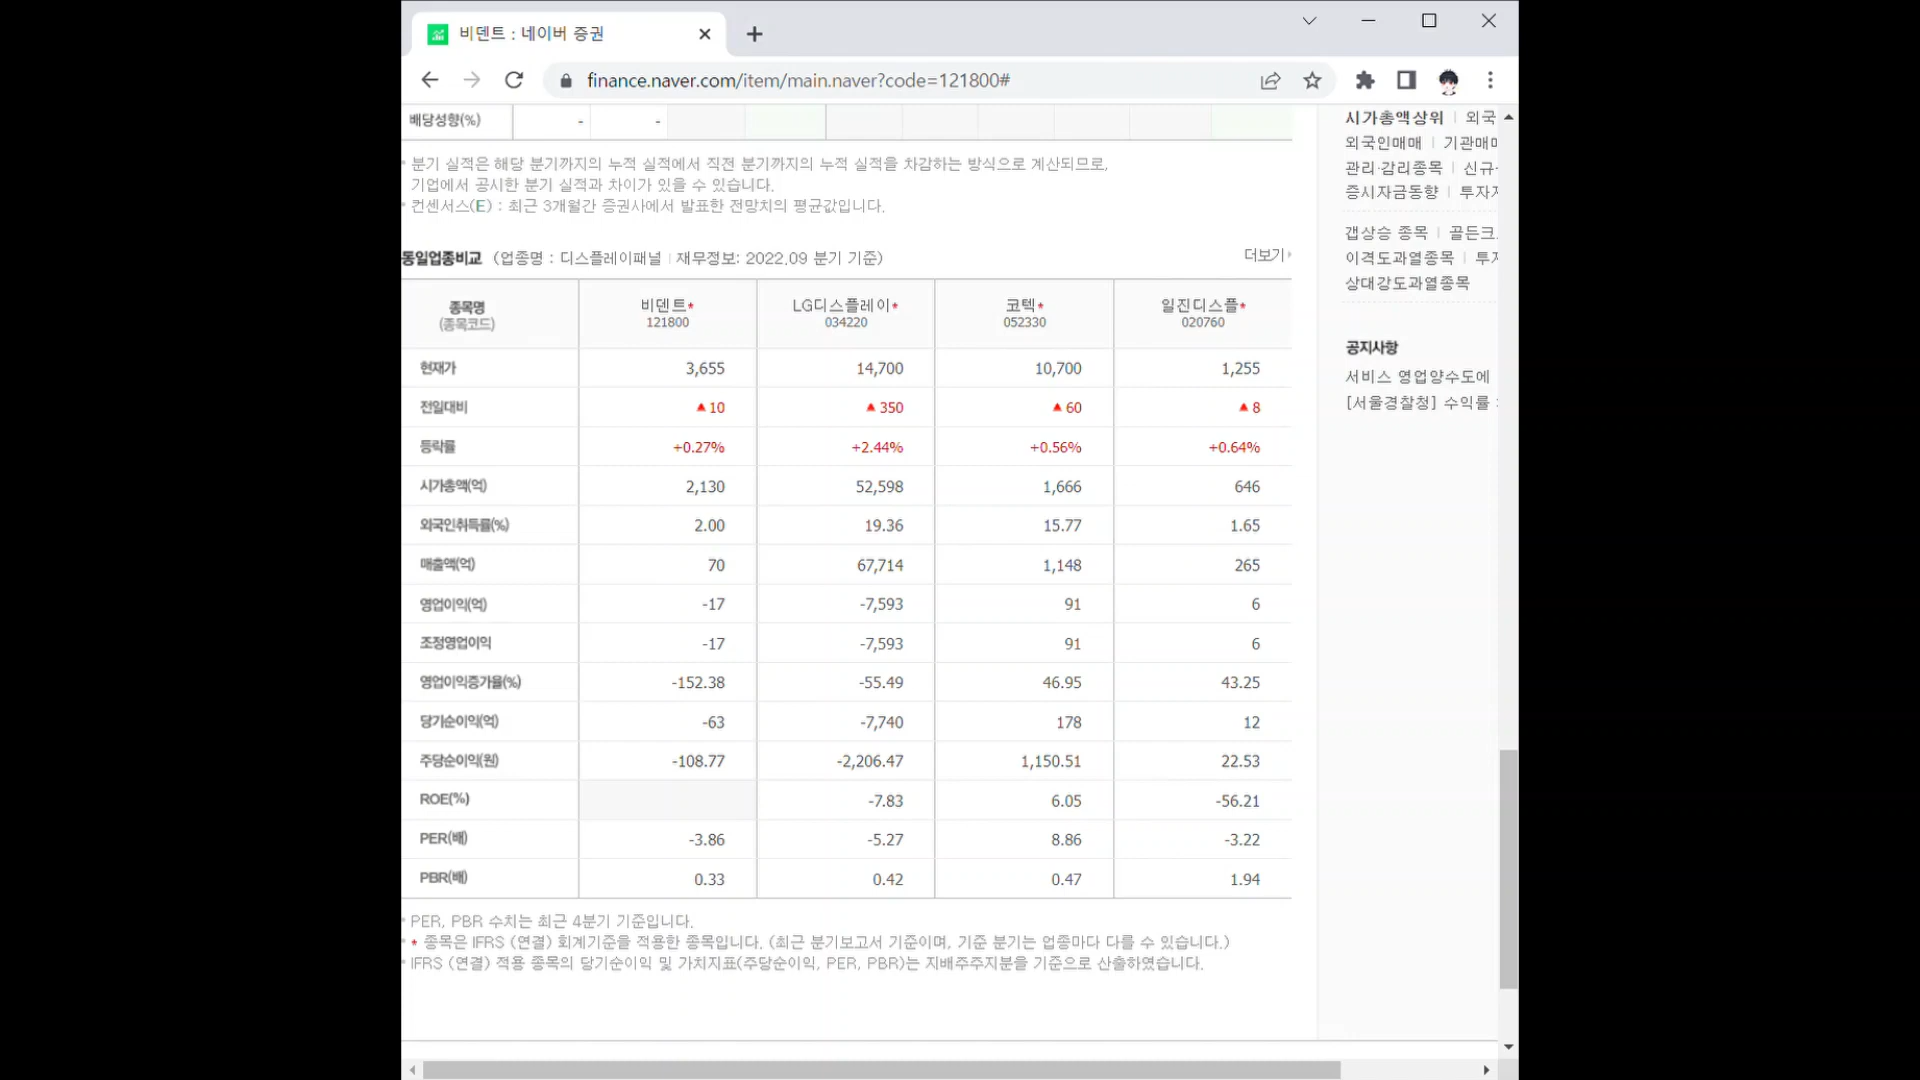 비덴트 : 네이버 증권
finance.naver.com/item/main.naver?code=121800#
배당성향(%) - -
* 분기 실적은 해당 분기까지의 누적 실적에서 직전 분기까지의 누적 실적을 차감하는 방식으로 계산되므로,
기업에서 공시한 분기 실적과 차이가 있을 수 있습니다.
* 컨센서스(E) : 최근 3개월간 증권사에서 발표한 전망치의 평균값입니다.
동일업종비교 (업종명 : 디스플레이패널 | 재무정보: 2022.09 분기 기준) 더보기
종목명 비덴트* LG디스플레이* 코텍* 일진디스플*
(종목코드) 121800 034220 052330 020760
현재가 3,655 14,700 10,700 1,255
전일대비 ▲10 ▲350 ▲60 ▲8
등락률 +0.27% +2.44% +0.56% +0.64%
시가총액(억) 2,130 52,598 1,666 646
외국인취득률(%) 2.00 19.36 15.77 1.65
매출액(억) 70 67,714 1,148 265
영업이익(억) -17 -7,593 91 6
조정영업이익 -17 -7,593 91 6
영업이익증가율(%) -152.38 -55.49 46.95 43.25
당기순이익(억) -63 -7,740 178 12
주당순이익(원) -108.77 -2,206.47 1,150.51 22.53
ROE(%) -7.83 6.05 -56.21
PER(배) -3.86 -5.27 8.86 -3.22
PBR(배) 0.33 0.42 0.47 1.94
* PER, PBR 수치는 최근 4분기 기준입니다.
* * 종목은 IFRS (연결) 회계기준을 적용한 종목입니다. (최근 분기보고서 기준이며, 기준 분기는 업종마다 다를 수 있습니다.)
* IFRS (연결) 적용 종목의 당기순이익 및 가치지표(주당순이익, PER, PBR)는 지배주주지분을 기준으로 산출하였습니다.
시가총액상위 | 외국
외국인매매 | 기관매매
관리·감리종목 | 신규
증시자금동향 | 투자
갭상승 종목 | 골든크
이격도과열종목 | 투
상대강도과열종목
공지사항
서비스 영업양수도에
[서울경찰청] 수익률